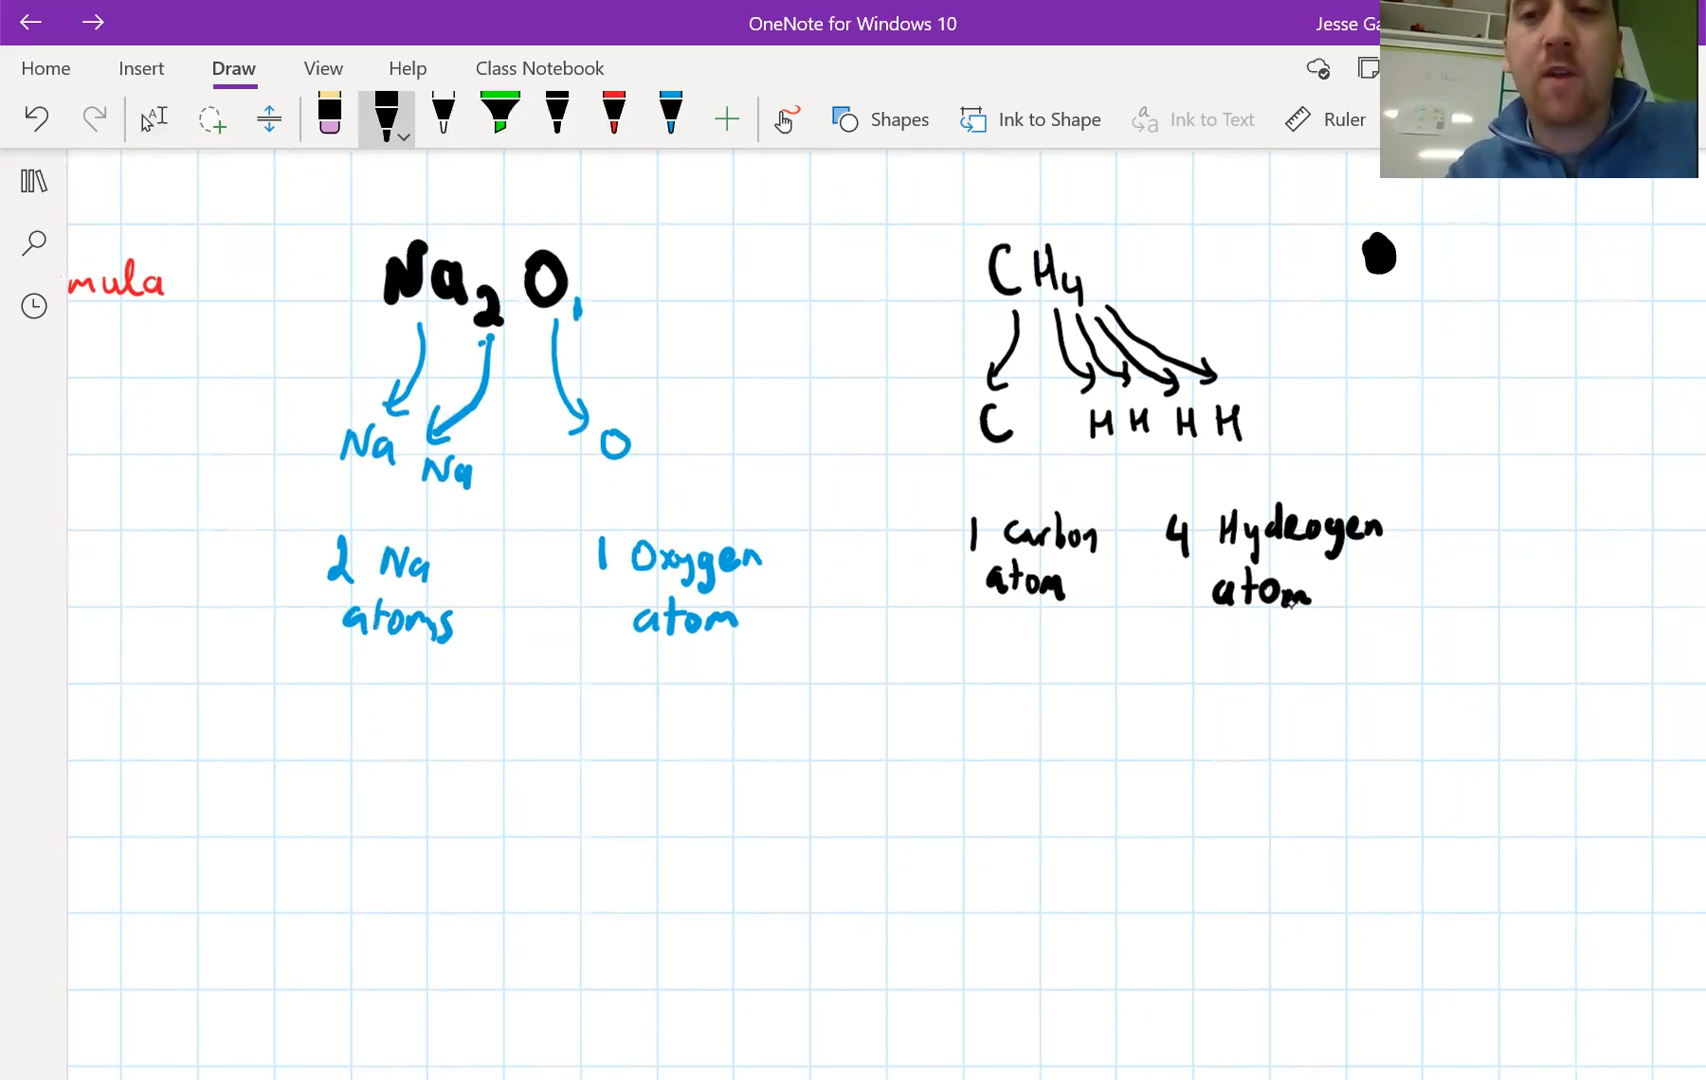 OneNote for Windows 10
Jesse Ga
Home Insert Draw View Help Class Notebook
Shapes Ink to Shape Ink to Text Ruler
mula
Na₂O₁
Na Na O
2 Na atoms
1 Oxygen atom
CH₄
C H H H H
1 Carbon atom
4 Hydrogen atom